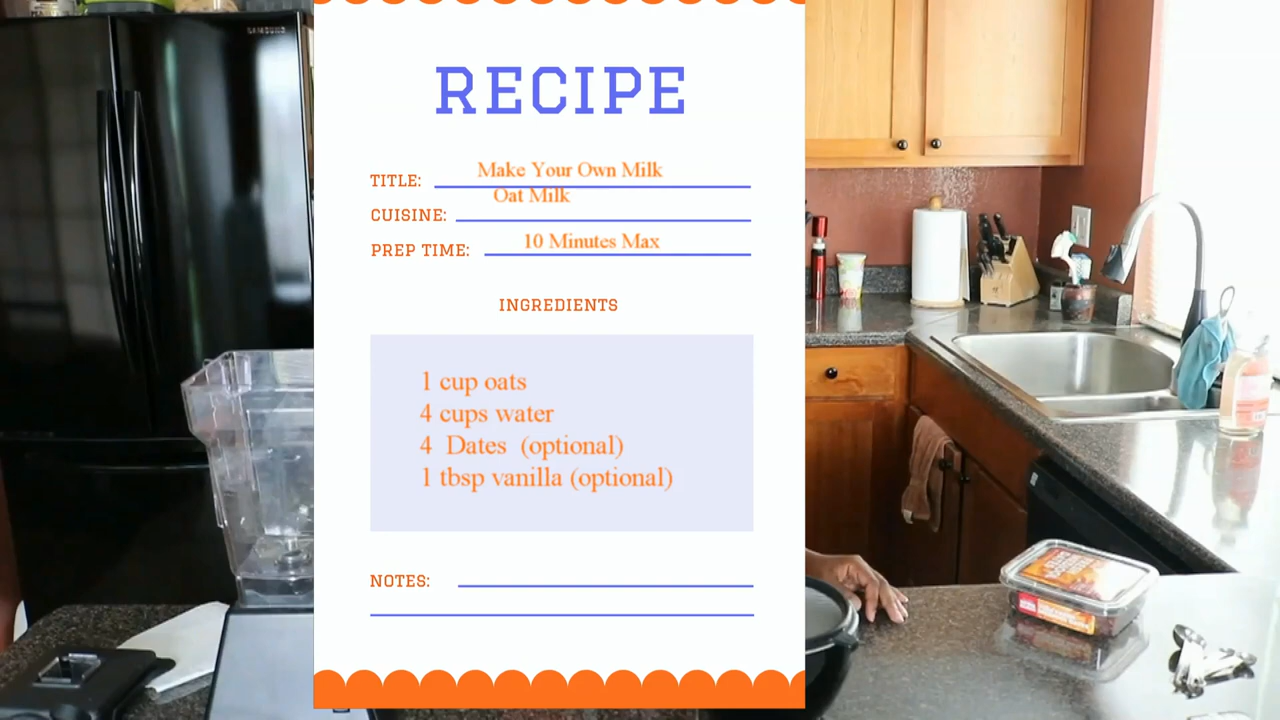 SAMSUNG
RECIPE
TITLE: Make Your Own Milk
Oat Milk
CUISINE:
PREP TIME: 10 Minutes Max
INGREDIENTS
1 cup oats
4 cups water
4 Dates (optional)
1 tbsp vanilla (optional)
NOTES: